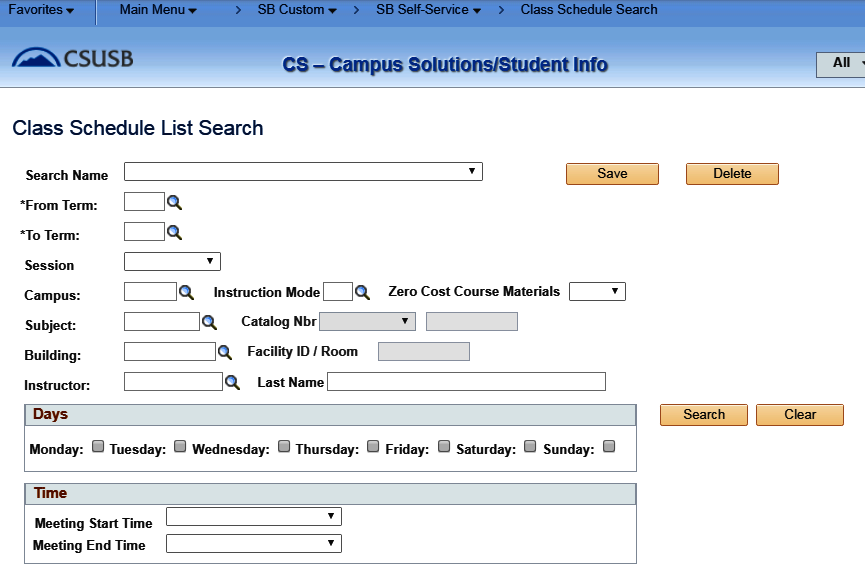 Favorites Main Menu > SB Custom > SB Self-Service > Class Schedule Search
CSUSB CS – Campus Solutions/Student Info All
Class Schedule List Search
Search Name Save Delete
*From Term:
*To Term:
Session
Campus: Instruction Mode Zero Cost Course Materials
Subject: Catalog Nbr
Building: Facility ID / Room
Instructor: Last Name
Days Search Clear
Monday: Tuesday: Wednesday: Thursday: Friday: Saturday: Sunday:
Time
Meeting Start Time
Meeting End Time